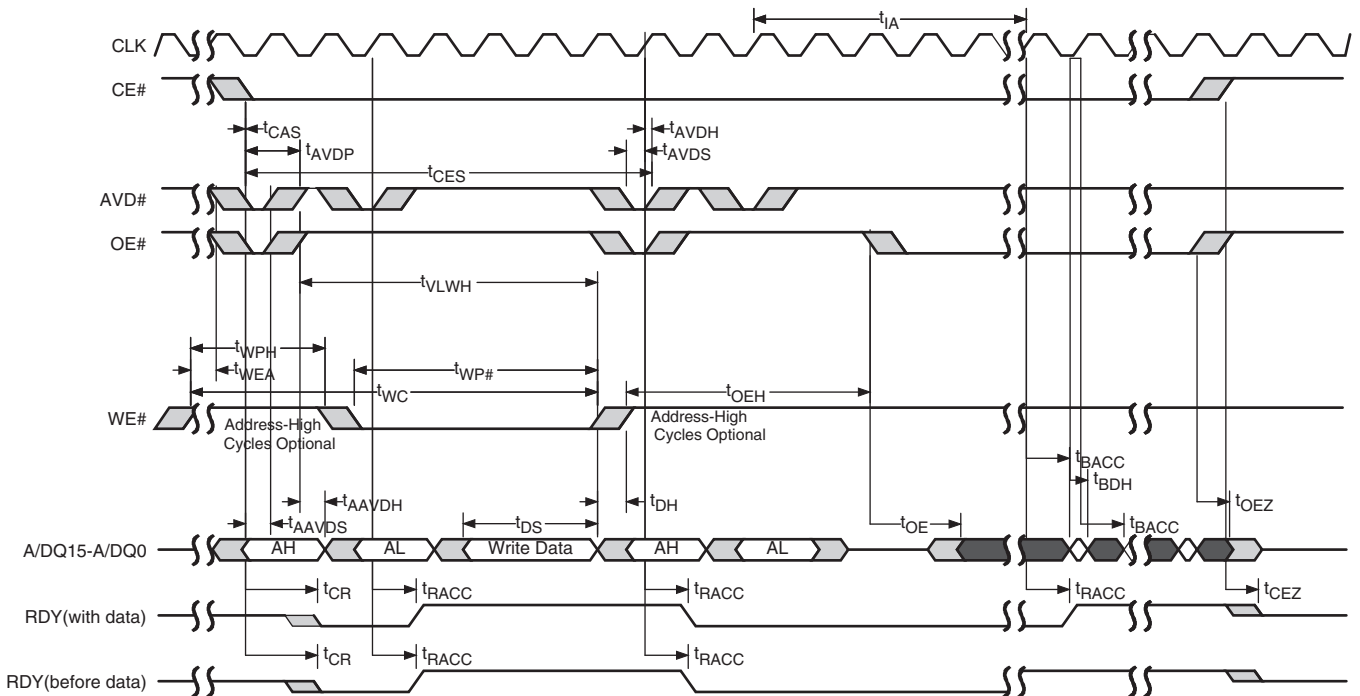 tIA
CLK
CE#
tCAS
tAVDH
tAVDP
tAVDS
tCES
AVD#
OE#
tVLWH
tWPH
tWEA
tWP#
tWC
tOEH
WE#
Address-High
Cycles Optional
Address-High
Cycles Optional
tBACC
tBDH
tAAVDH
tDH
tOEZ
tAAVDS
tDS
tOE
tBACC
A/DQ15-A/DQ0
AH
AL
Write Data
AH
AL
tCR
tRACC
tRACC
tRACC
tCEZ
RDY(with data)
tCR
tRACC
tRACC
RDY(before data)